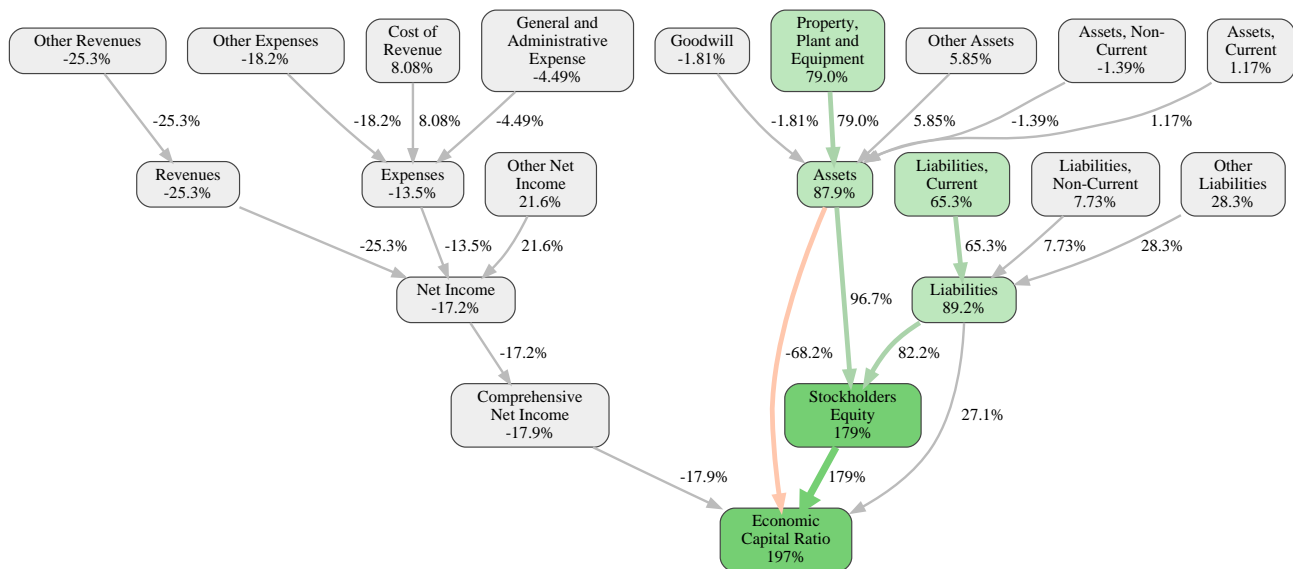 Other Revenues
-25.3%
Other Expenses
-18.2%
Cost of
Revenue
8.08%
General and
Administrative
Expense
-4.49%
Goodwill
-1.81%
Property,
Plant and
Equipment
79.0%
Other Assets
5.85%
Assets, Non-
Current
-1.39%
Assets,
Current
1.17%
-25.3%
-18.2%
8.08%
-4.49%
-1.81%
79.0%
5.85%
-1.39%
1.17%
Revenues
-25.3%
Expenses
-13.5%
Other Net
Income
21.6%
Assets
87.9%
Liabilities,
Current
65.3%
Liabilities,
Non-Current
7.73%
Other
Liabilities
28.3%
-25.3%
-13.5%
21.6%
65.3%
7.73%
28.3%
Net Income
-17.2%
96.7%
Liabilities
89.2%
-17.2%
-68.2%
82.2%
Comprehensive
Net Income
-17.9%
Stockholders
Equity
179%
27.1%
-17.9%
179%
Economic
Capital Ratio
197%